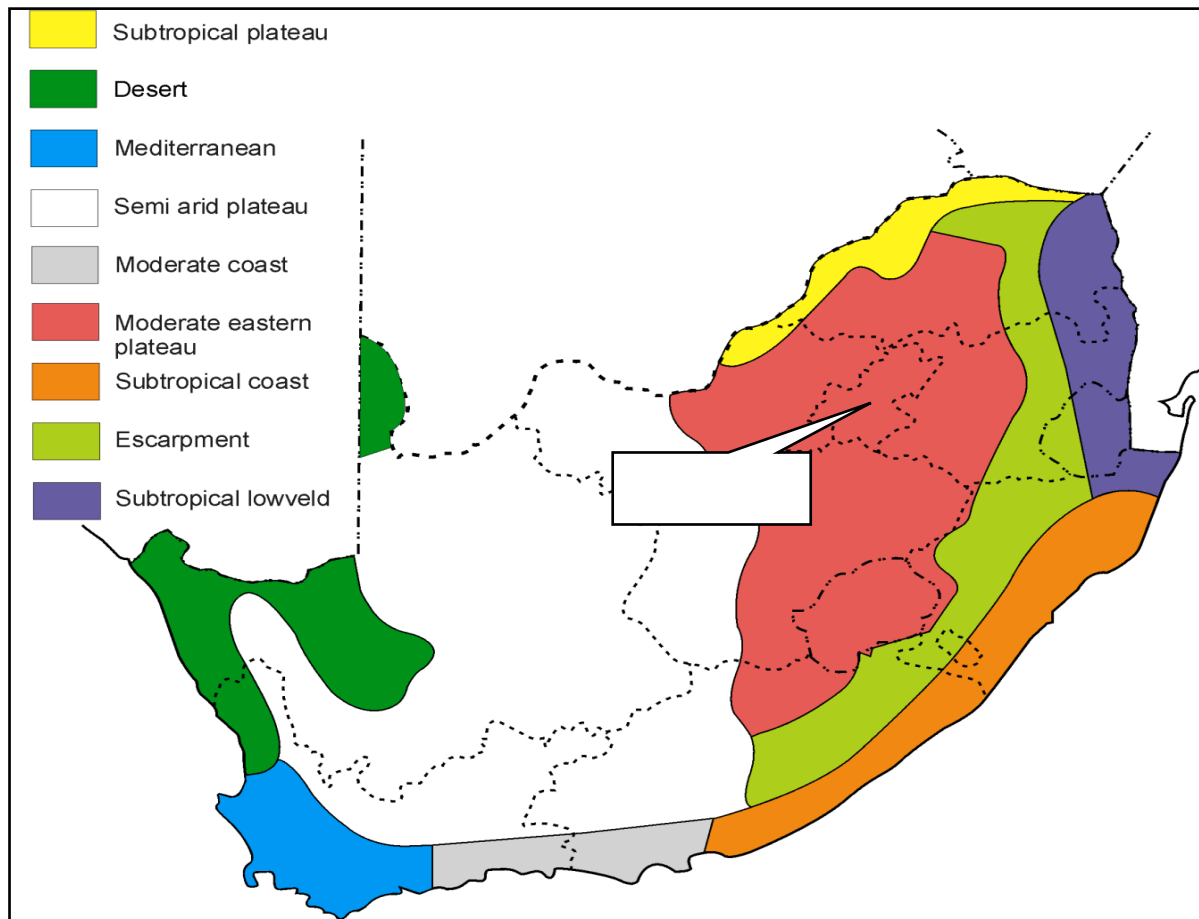 Subtropical plateau
Desert
Mediterranean
Semi arid plateau
Moderate coast
Moderate eastern
plateau
Subtropical coast
Escarpment
Subtropical lowveld